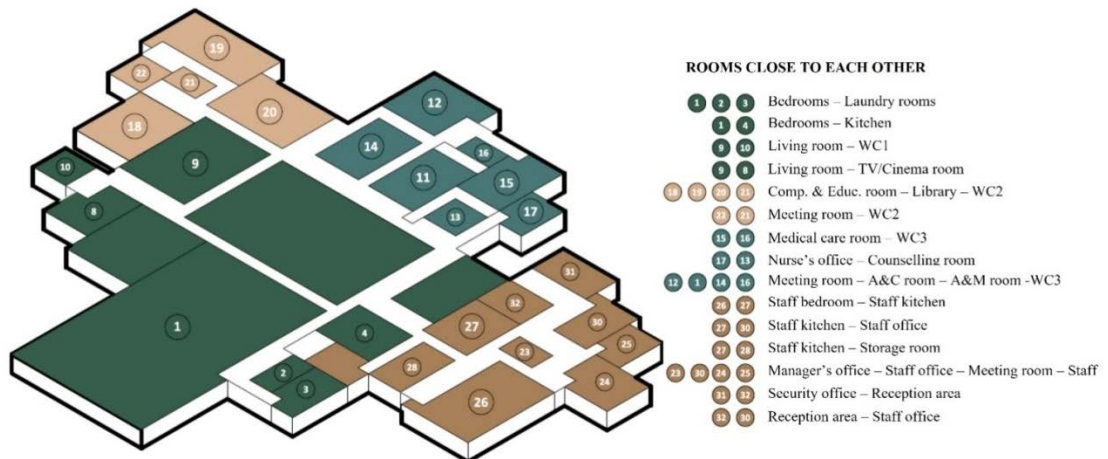 19
22
21
12
20
18
14
16
9
11
15
10
13
17
8
31
32
1
30
27
4
23
25
28
2
24
3
26
ROOMS CLOSE TO EACH OTHER
1 2 3 Bedrooms – Laundry rooms
1 4 Bedrooms – Kitchen
9 10 Living room – WC1
9 8 Living room – TV/Cinema room
18 19 20 21 Comp. & Educ. room – Library – WC2
22 21 Meeting room – WC2
15 16 Medical care room – WC3
17 13 Nurse's office – Counselling room
12 1 14 16 Meeting room – A&C room – A&M room -WC3
26 27 Staff bedroom – Staff kitchen
27 30 Staff kitchen – Staff office
27 28 Staff kitchen – Storage room
23 30 24 25 Manager's office – Staff office – Meeting room – Staff
31 32 Security office – Reception area
32 30 Reception area – Staff office